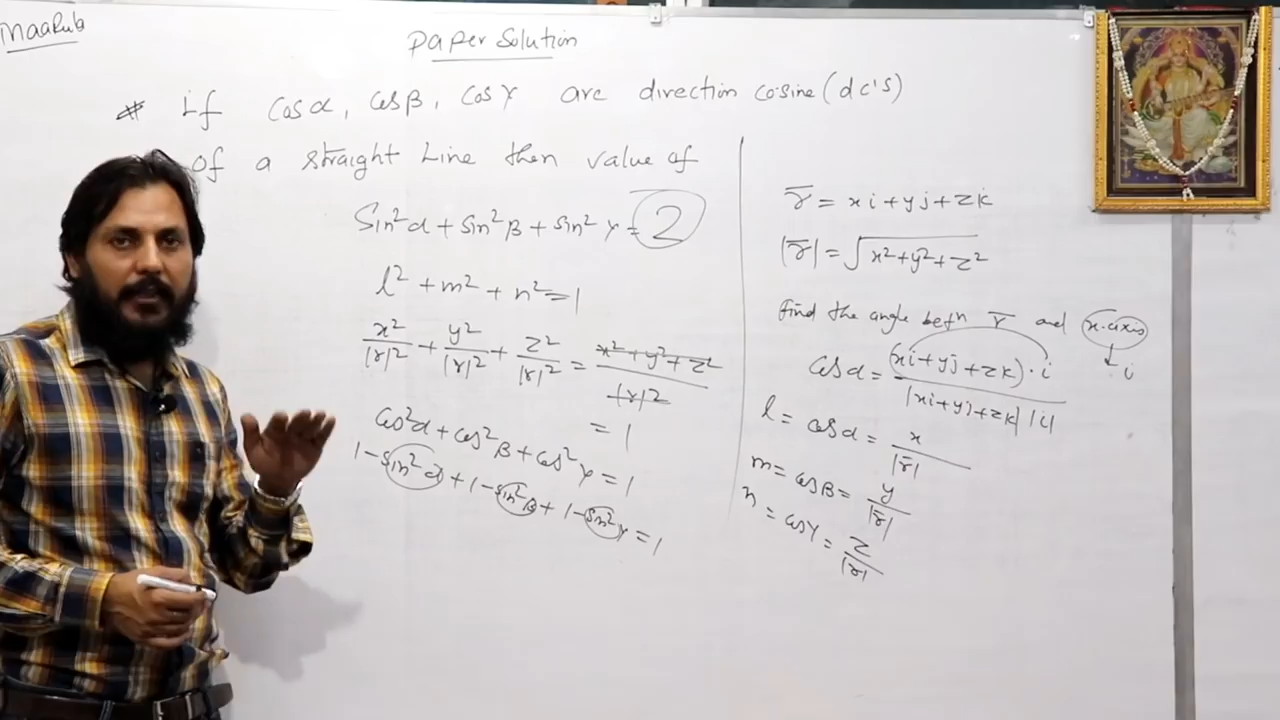 maaRula
Paper Solution
* if Cosα, Cosβ, Cosγ are direction cosine (dc's)
of a straight Line then value of
Sin²α + Sin²β + Sin²γ = 2
l² + m² + n² = 1
x²/|r|² + y²/|r|² + z²/|r|² = x²+y²+z²/|r|²
= 1
Cos²α + Cos²β + Cos²γ = 1
1-Sin²α + 1-Sin²β + 1-Sin²γ = 1
r̄ = xi + yj + zk
|r̄| = √x²+y²+z²
find the angle betⁿ r̄ and x-axis
↓ i
Cosα = (xi+yj+zk)·i/|xi+yj+zk| |i|
l = Cosα = x/|r̄|
m = Cosβ = y/|r̄|
n = Cosγ = z/|r|